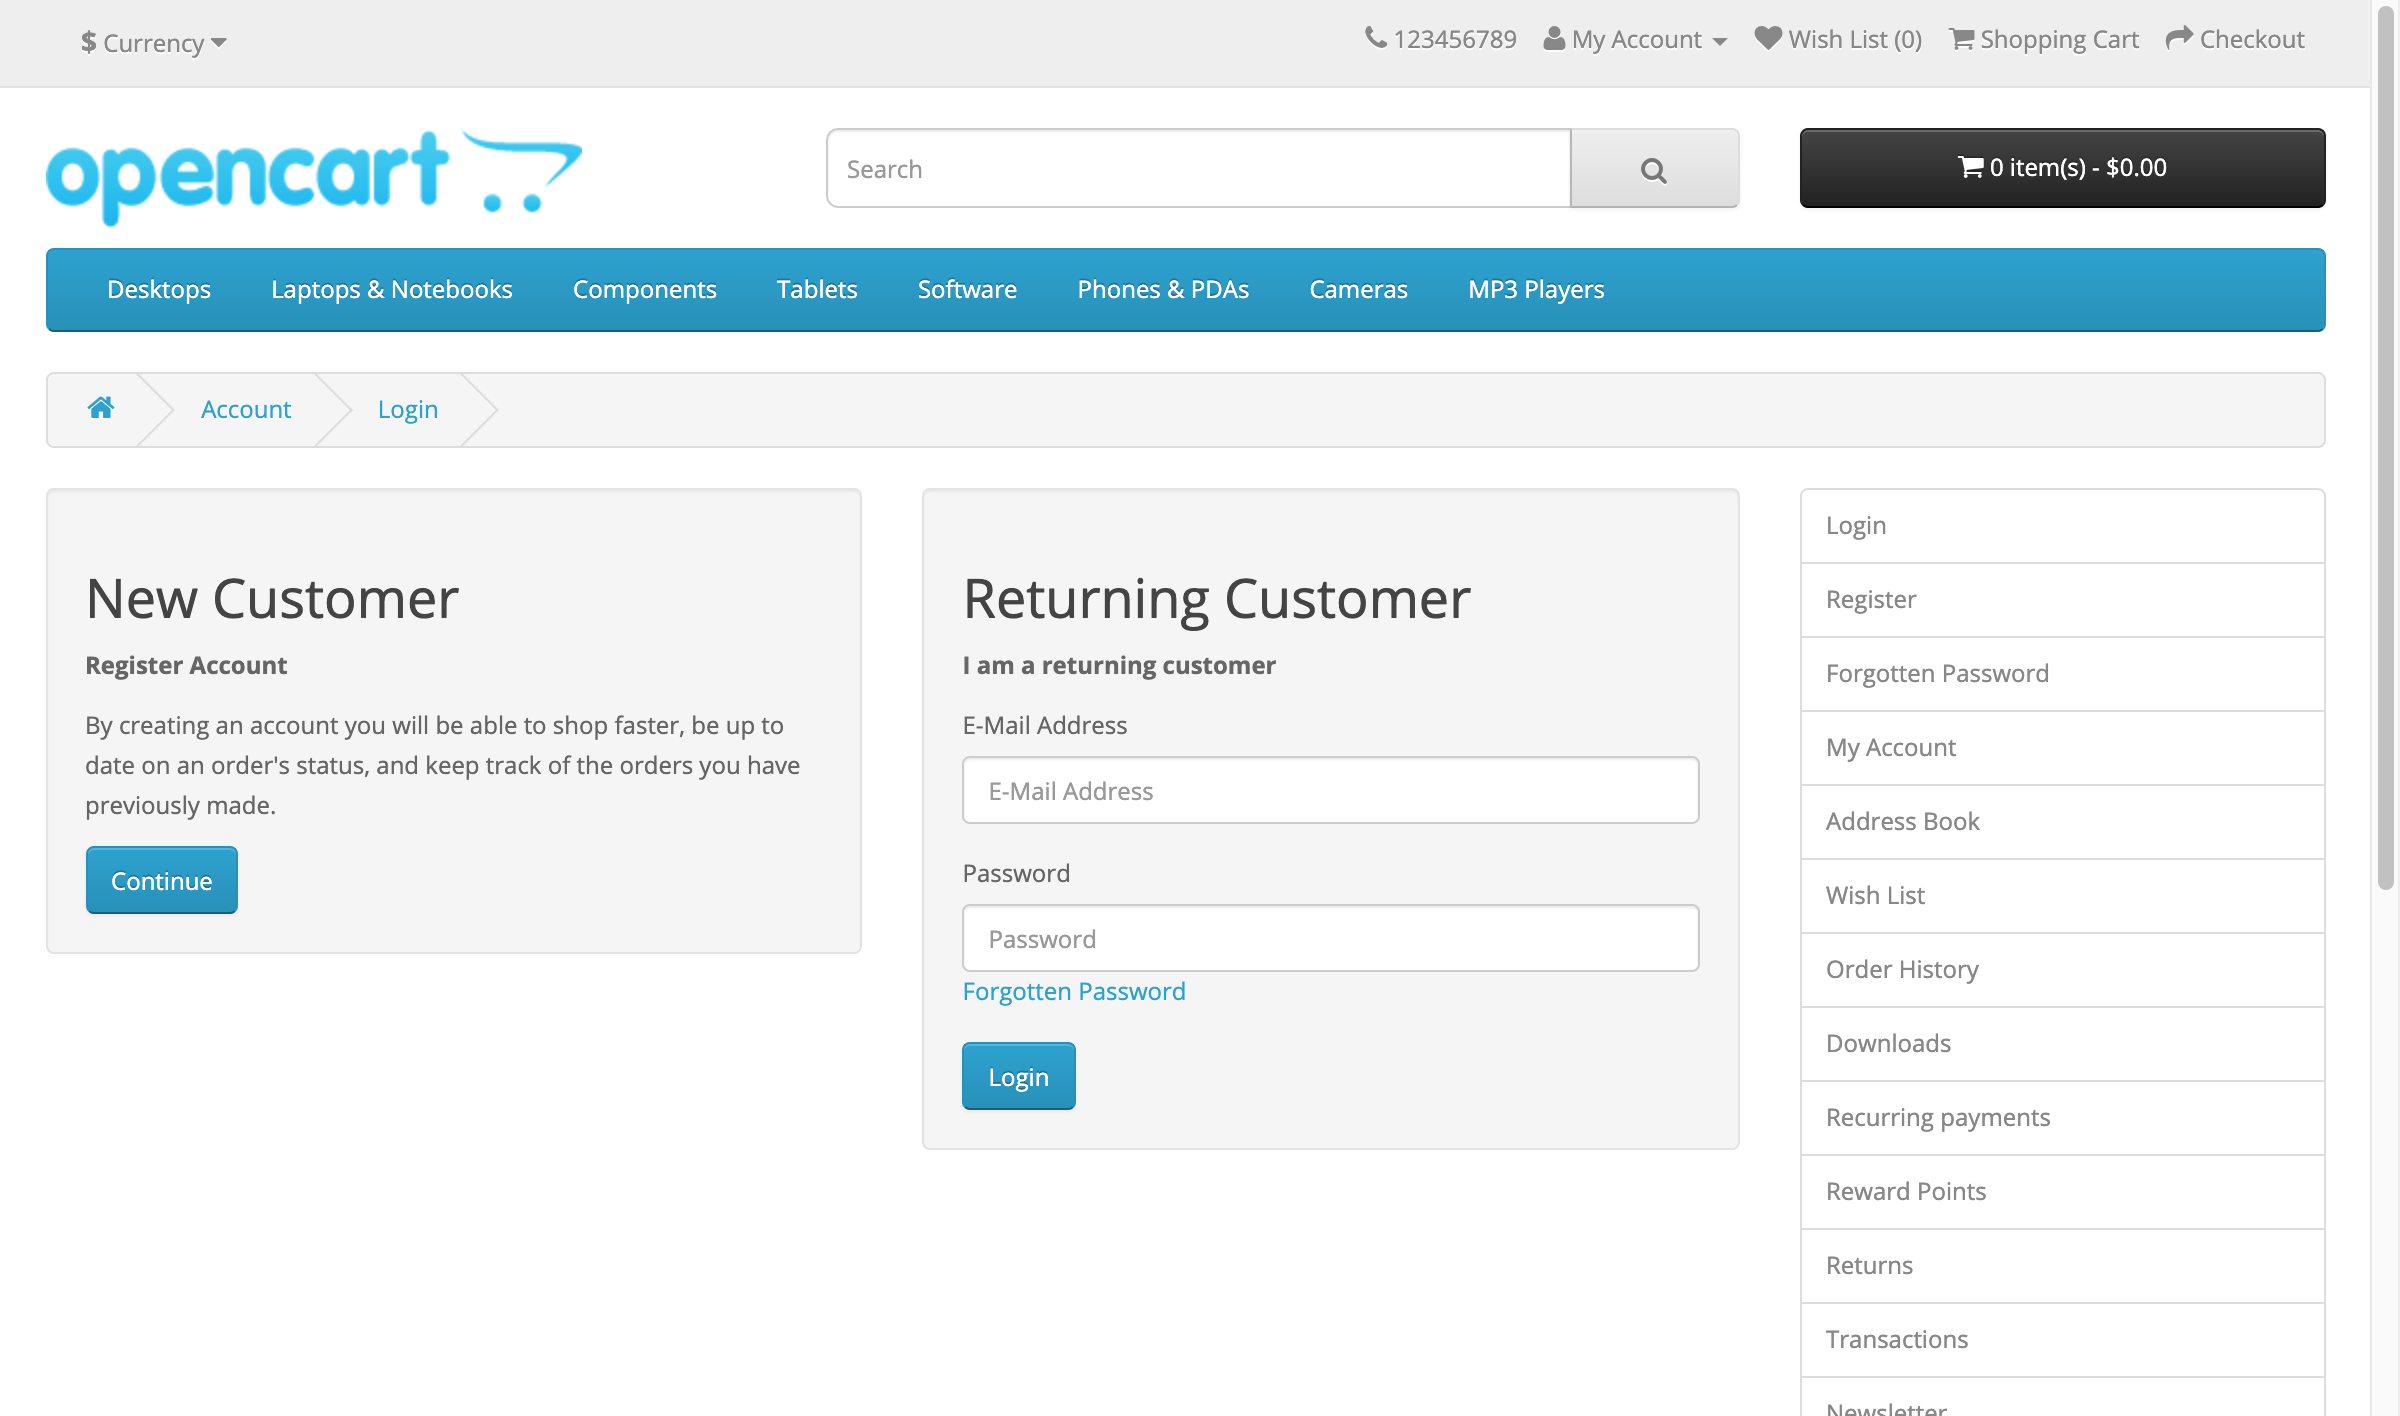 $ Currency
123456789 My Account Wish List (0) Shopping Cart Checkout
opencart
Search
0 item(s) - $0.00
Desktops Laptops & Notebooks Components Tablets Software Phones & PDAs Cameras MP3 Players
Account Login
New Customer
Register Account
By creating an account you will be able to shop faster, be up to
date on an order's status, and keep track of the orders you have
previously made.
Continue
Returning Customer
I am a returning customer
E-Mail Address
E-Mail Address
Password
Password
Forgotten Password
Login
Login
Register
Forgotten Password
My Account
Address Book
Wish List
Order History
Downloads
Recurring payments
Reward Points
Returns
Transactions
Newsletter